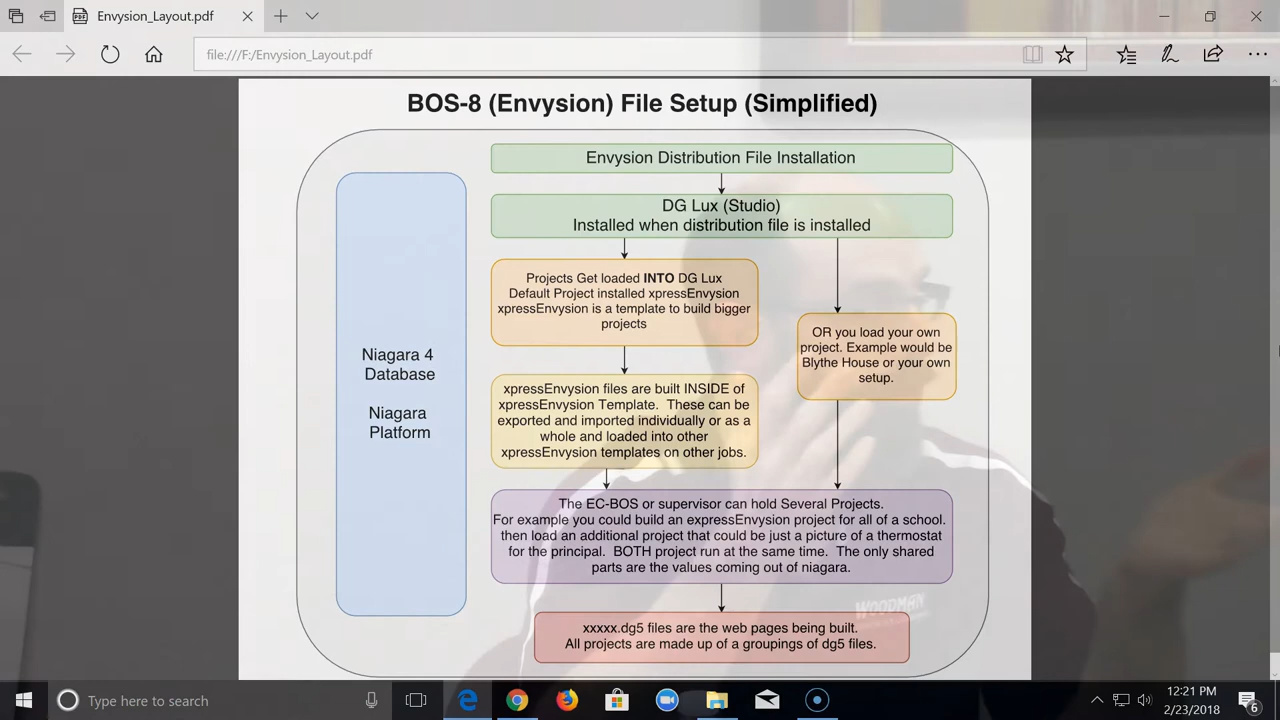 Envysion_Layout.pdf
file:///F:/Envysion_Layout.pdf
BOS-8 (Envysion) File Setup (Simplified)
Envysion Distribution File Installation
DG Lux (Studio)
Installed when distribution file is installed
Projects Get loaded INTO DG Lux
Default Project installed xpressEnvysion
xpressEnvysion is a template to build bigger
projects
OR you load your own
project. Example would be
Blythe House or your own
setup.
Niagara 4
Database
Niagara
Platform
xpressEnvysion files are built INSIDE of
xpressEnvysion Template. These can be
exported and imported individually or as a
whole and loaded into other
xpressEnvysion templates on other jobs.
The EC-BOS or supervisor can hold Several Projects.
For example you could build an expressEnvysion project for all of a school.
then load an additional project that could be just a picture of a thermostat
for the principal. BOTH project run at the same time. The only shared
parts are the values coming out of niagara.
WOODMAN
xxxxx.dg5 files are the web pages being built.
All projects are made up of a groupings of dg5 files.
Type here to search
12:21 PM
2/23/2018
6